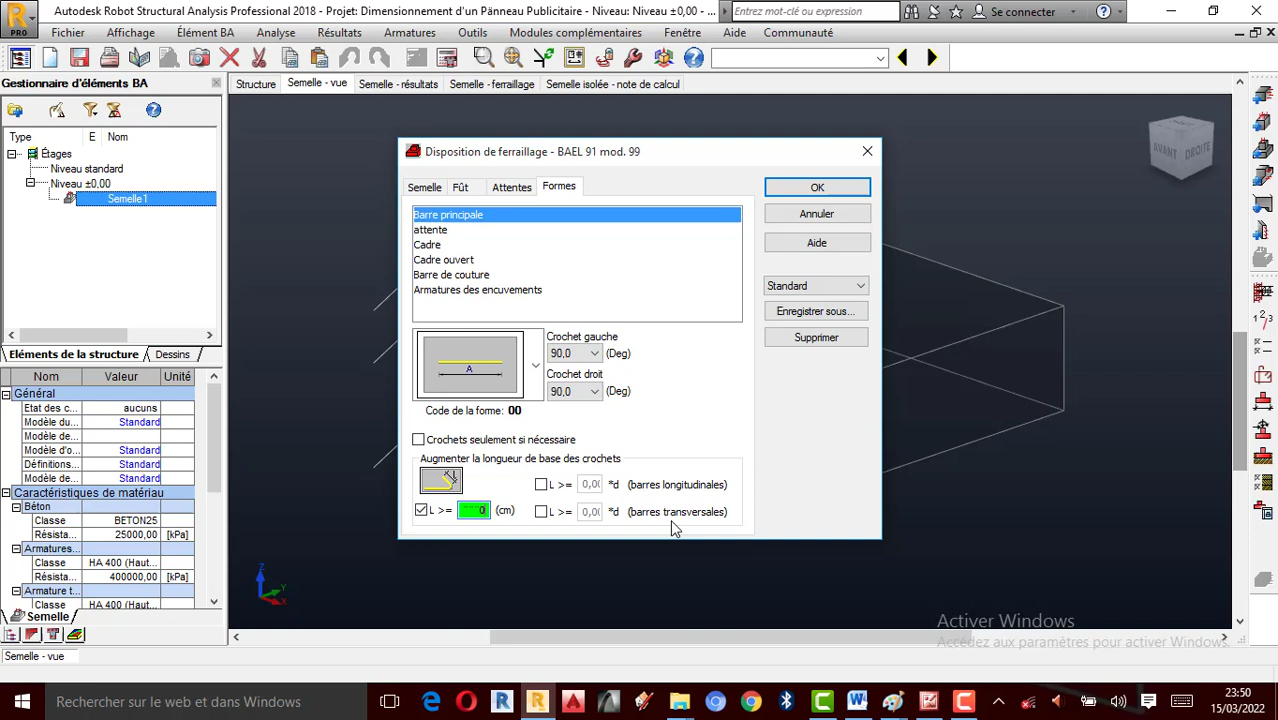 Autodesk Robot Structural Analysis Professional 2018 - Projet: Dimensionnement d'un Pänneau Publicitaire - Niveau: Niveau ±0,00 - ...
Entrez mot-clé ou expression
Se connecter
PRO
Fichier Affichage Élément BA Analyse Résultats Armatures Outils Modules complémentaires Fenêtre Aide Communauté
Gestionnaire d'éléments BA
Structure Semelle - vue Semelle - résultats Semelle - ferraillage Semelle isolée - note de calcul
Type E Nom
Étages
Niveau standard
Niveau ±0,00
Semelle1
Eléments de la structure Dessins
Nom Valeur Unité
Général
Etat des c... aucuns
Modèle du... Standard
Modèle de...
Modèle d'o... Standard
Définitions... Standard
Modèle de... Standard
Caractéristiques de matériau
Béton
Classe BETON25
Résista... 25000,00 [kPa]
Armatures...
Classe HA 400 (Haut...
Résista... 400000,00 [kPa]
Armature t...
Classe HA 400 (Haut...
Semelle
Semelle - vue
Disposition de ferraillage - BAEL 91 mod. 99
Semelle Fût Attentes Formes
Barre principale
attente
Cadre
Cadre ouvert
Barre de couture
Armatures des encuvements
A
Crochet gauche
90,0 (Deg)
Crochet droit
90,0 (Deg)
Code de la forme: 00
Crochets seulement si nécessaire
Augmenter la longueur de base des crochets
L >= 0,00 *d (barres longitudinales)
L >= 0 (cm) L >= 0,00 *d (barres transversales)
OK
Annuler
Aide
Standard
Enregistrer sous...
Supprimer
AVANT DROITE
Z
Y
X
Activer Windows
Accédez aux paramètres pour activer Windows.
Rechercher sur le web et dans Windows
23:50
15/03/2022